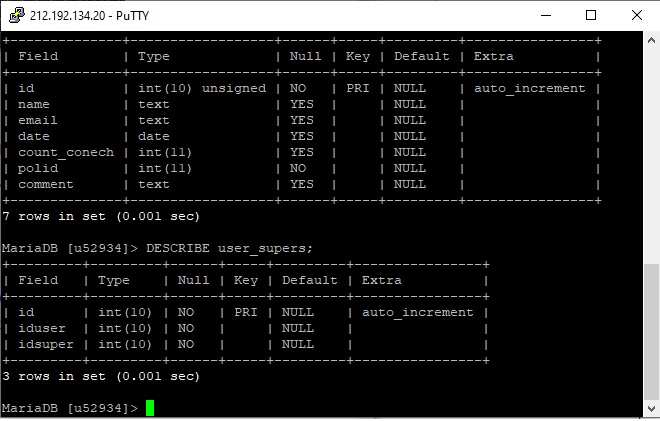 212.192.134.20 - PuTTY
+--------------+------------------+------+-----+---------+----------------+
| Field        | Type             | Null | Key | Default | Extra          |
+--------------+------------------+------+-----+---------+----------------+
| id           | int(10) unsigned | NO   | PRI | NULL    | auto_increment |
| name         | text             | YES  |     | NULL    |                |
| email        | text             | YES  |     | NULL    |                |
| date         | date             | YES  |     | NULL    |                |
| count_conech | int(11)          | YES  |     | NULL    |                |
| polid        | int(11)          | NO   |     | NULL    |                |
| comment      | text             | YES  |     | NULL    |                |
+--------------+------------------+------+-----+---------+----------------+
7 rows in set (0.001 sec)
MariaDB [u52934]> DESCRIBE user_supers;
+---------+---------+------+-----+---------+----------------+
| Field   | Type    | Null | Key | Default | Extra          |
+---------+---------+------+-----+---------+----------------+
| id      | int(10) | NO   | PRI | NULL    | auto_increment |
| iduser  | int(10) | NO   |     | NULL    |                |
| idsuper | int(10) | NO   |     | NULL    |                |
+---------+---------+------+-----+---------+----------------+
3 rows in set (0.001 sec)
MariaDB [u52934]>